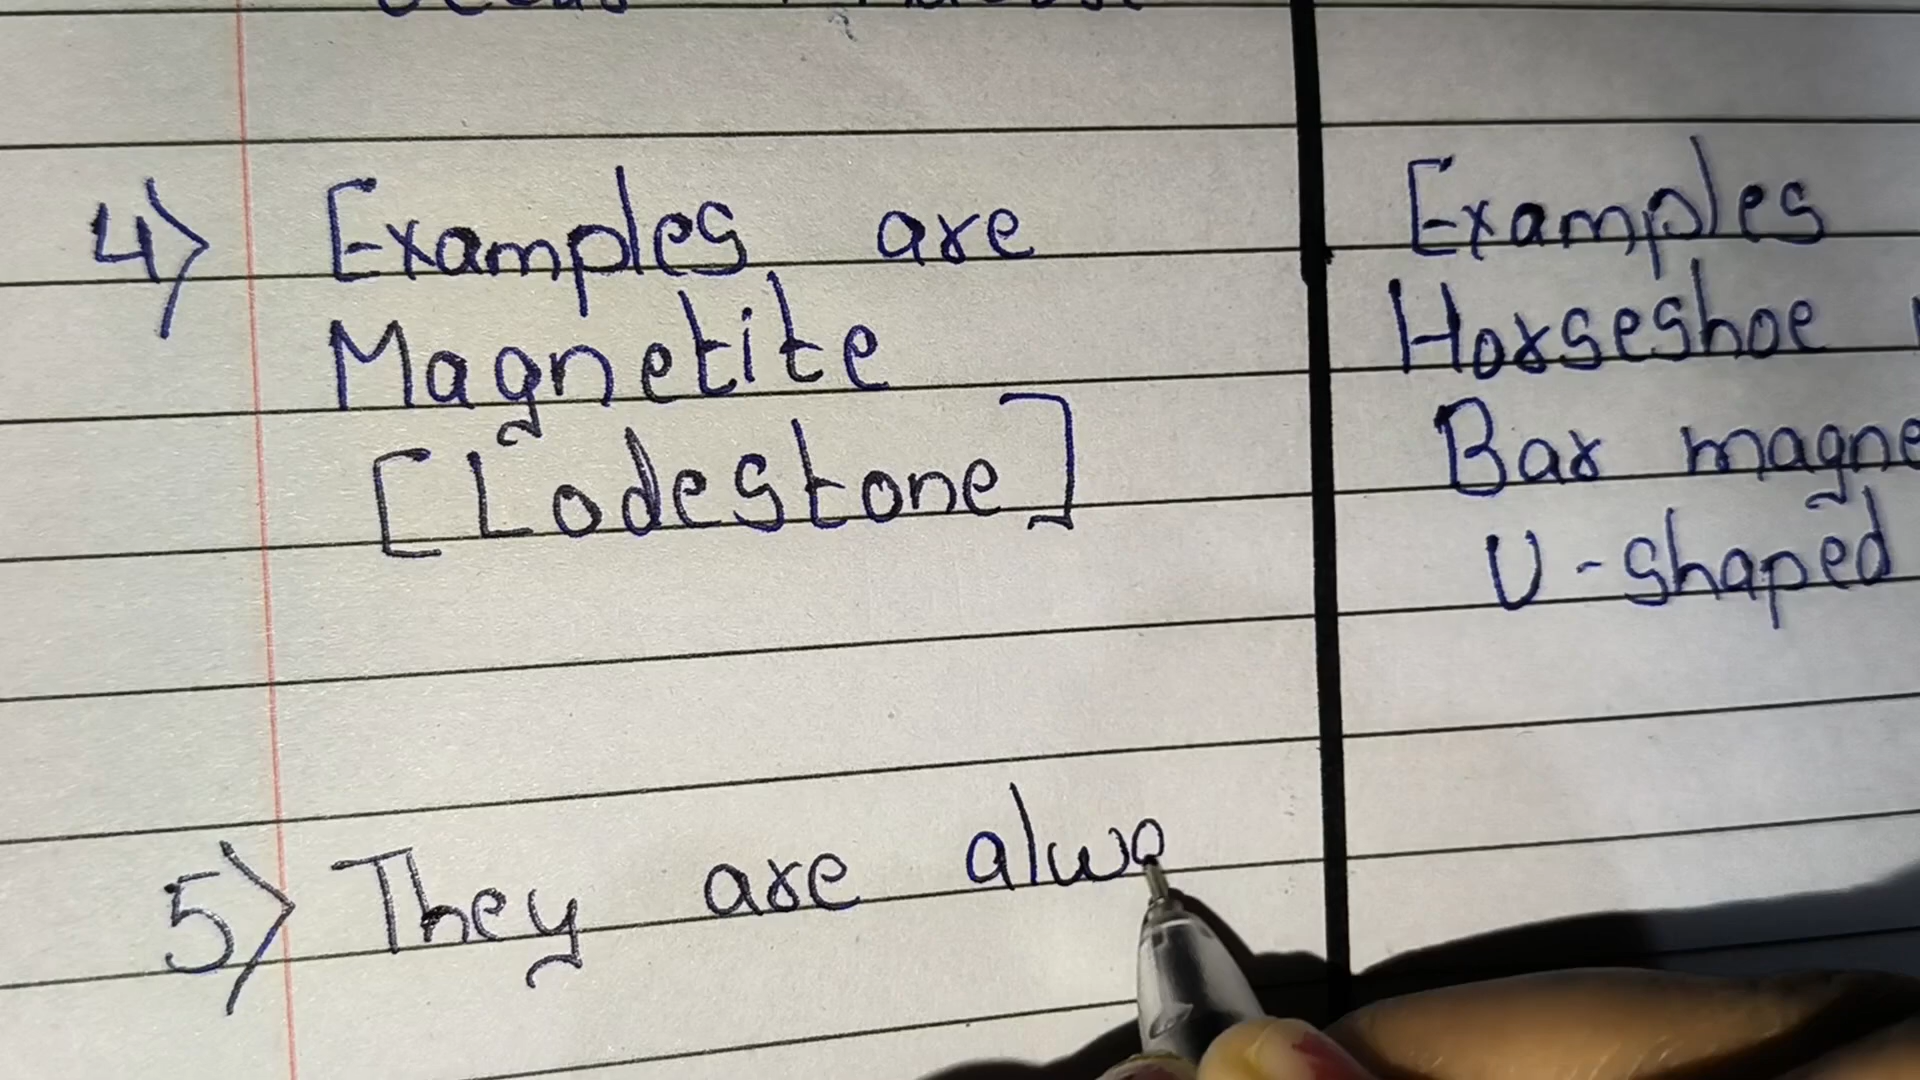 4) Examples are
Magnetite
[Lodestone]
5) They are alwa
Examples
Horseshoe
Bar magne
U-shaped